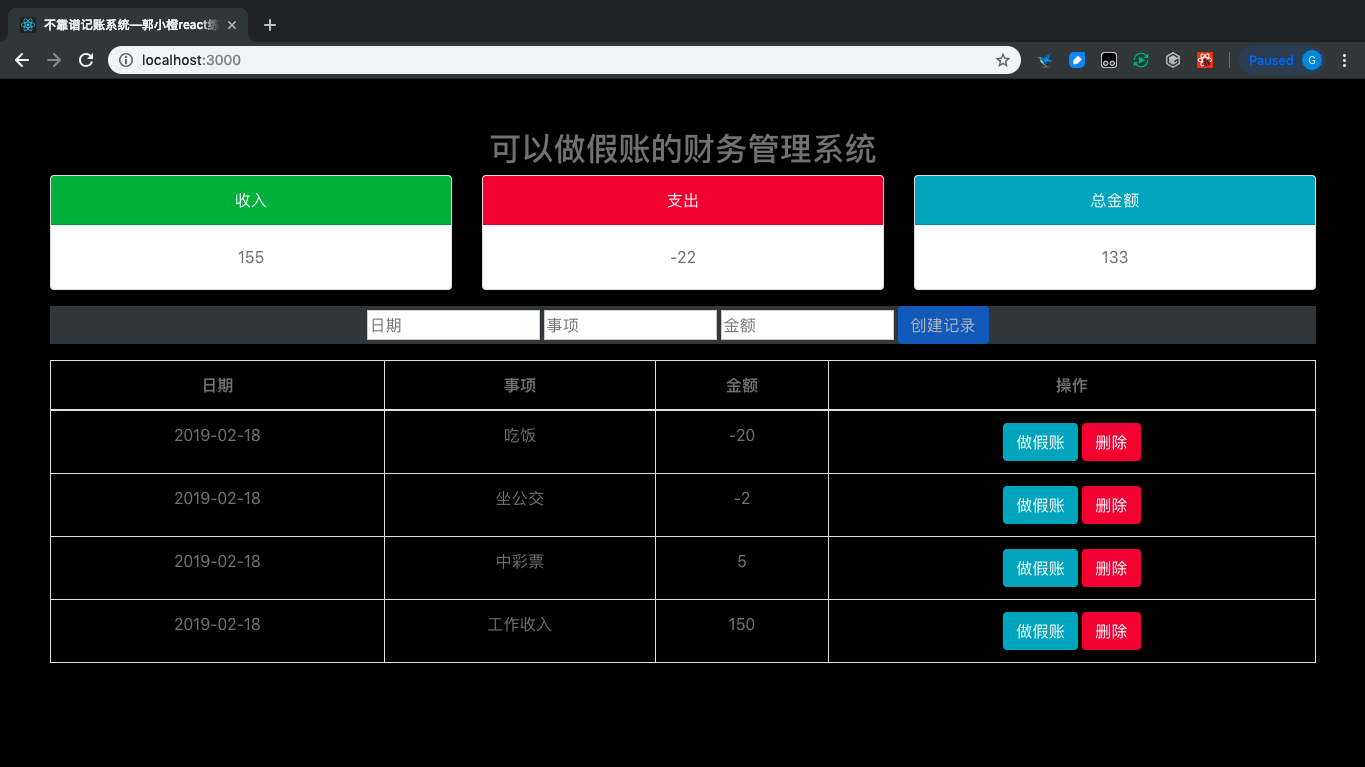 不靠谱记账系统—郭小橙react练
localhost:3000
Paused G
可以做假账的财务管理系统
收入 支出 总金额
155 -22 133
日期 事项 金额 创建记录
日期 事项 金额 操作
2019-02-18 吃饭 -20 做假账 删除
2019-02-18 坐公交 -2 做假账 删除
2019-02-18 中彩票 5 做假账 删除
2019-02-18 工作收入 150 做假账 删除